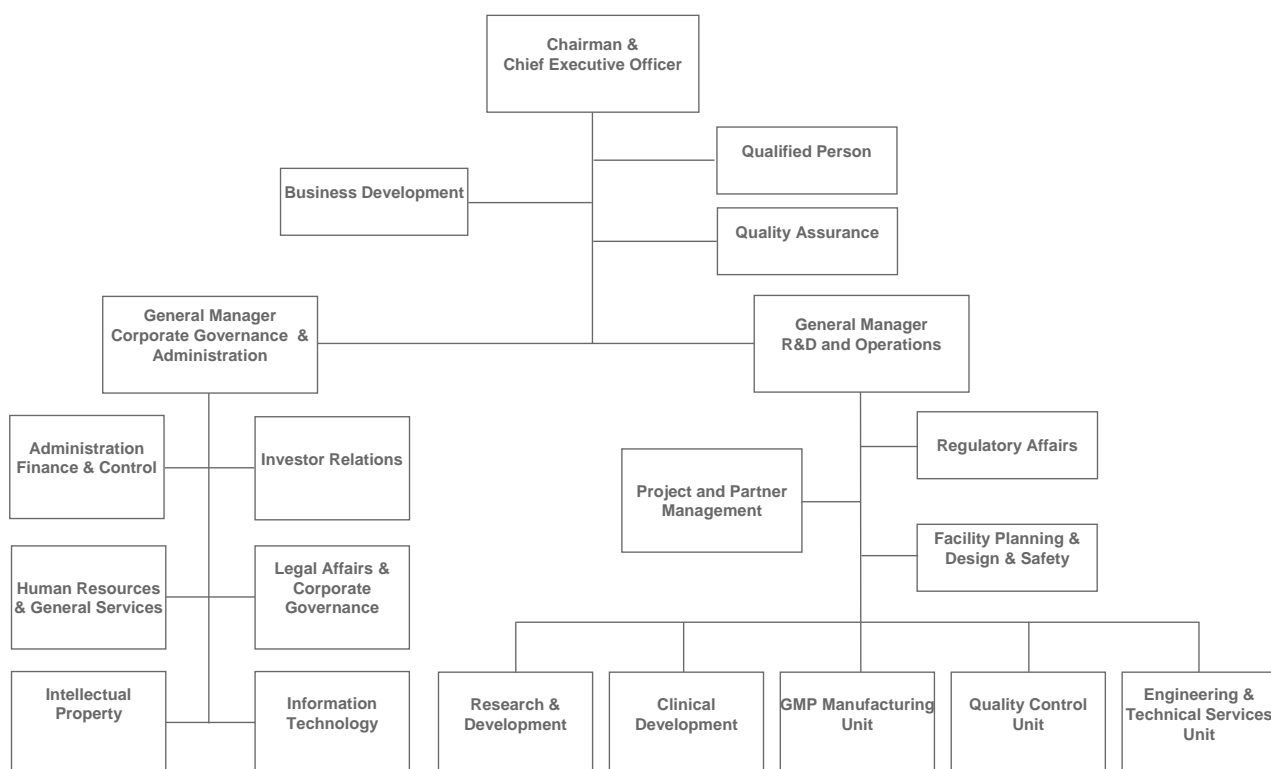 Chairman &
Chief Executive Officer
Qualified Person
Business Development
Quality Assurance
General Manager
Corporate Governance &
Administration
General Manager
R&D and Operations
Administration
Finance & Control
Investor Relations
Regulatory Affairs
Project and Partner
Management
Facility Planning &
Design & Safety
Human Resources
& General Services
Legal Affairs &
Corporate
Governance
Intellectual
Property
Information
Technology
Research &
Development
Clinical
Development
GMP Manufacturing
Unit
Quality Control
Unit
Engineering &
Technical Services
Unit